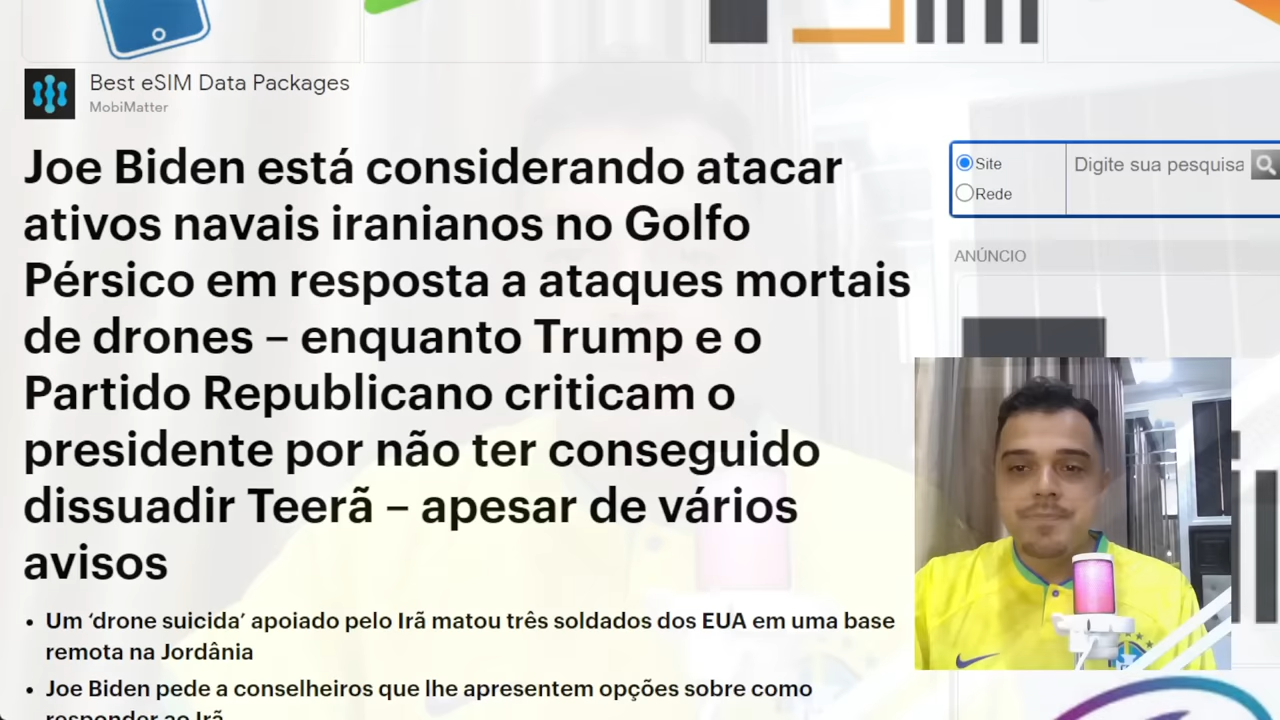 Best eSIM Data Packages
MobiMatter
Joe Biden está considerando atacar
ativos navais iranianos no Golfo
Pérsico em resposta a ataques mortais
de drones – enquanto Trump e o
Partido Republicano criticam o
presidente por não ter conseguido
dissuadir Teerã – apesar de vários
avisos
• Um ‘drone suicida’ apoiado pelo Irã matou três soldados dos EUA em uma base
remota na Jordânia
• Joe Biden pede a conselheiros que lhe apresentem opções sobre como
responder ao Irã
Site
Rede
Digite sua pesquisa
ANÚNCIO